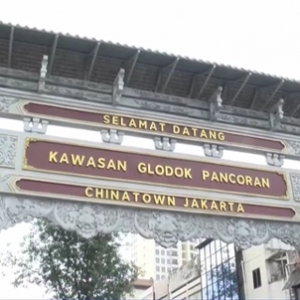 SELAMAT DATANG
KAWASAN GLODOK PANCORAN
CHINATOWN JAKARTA